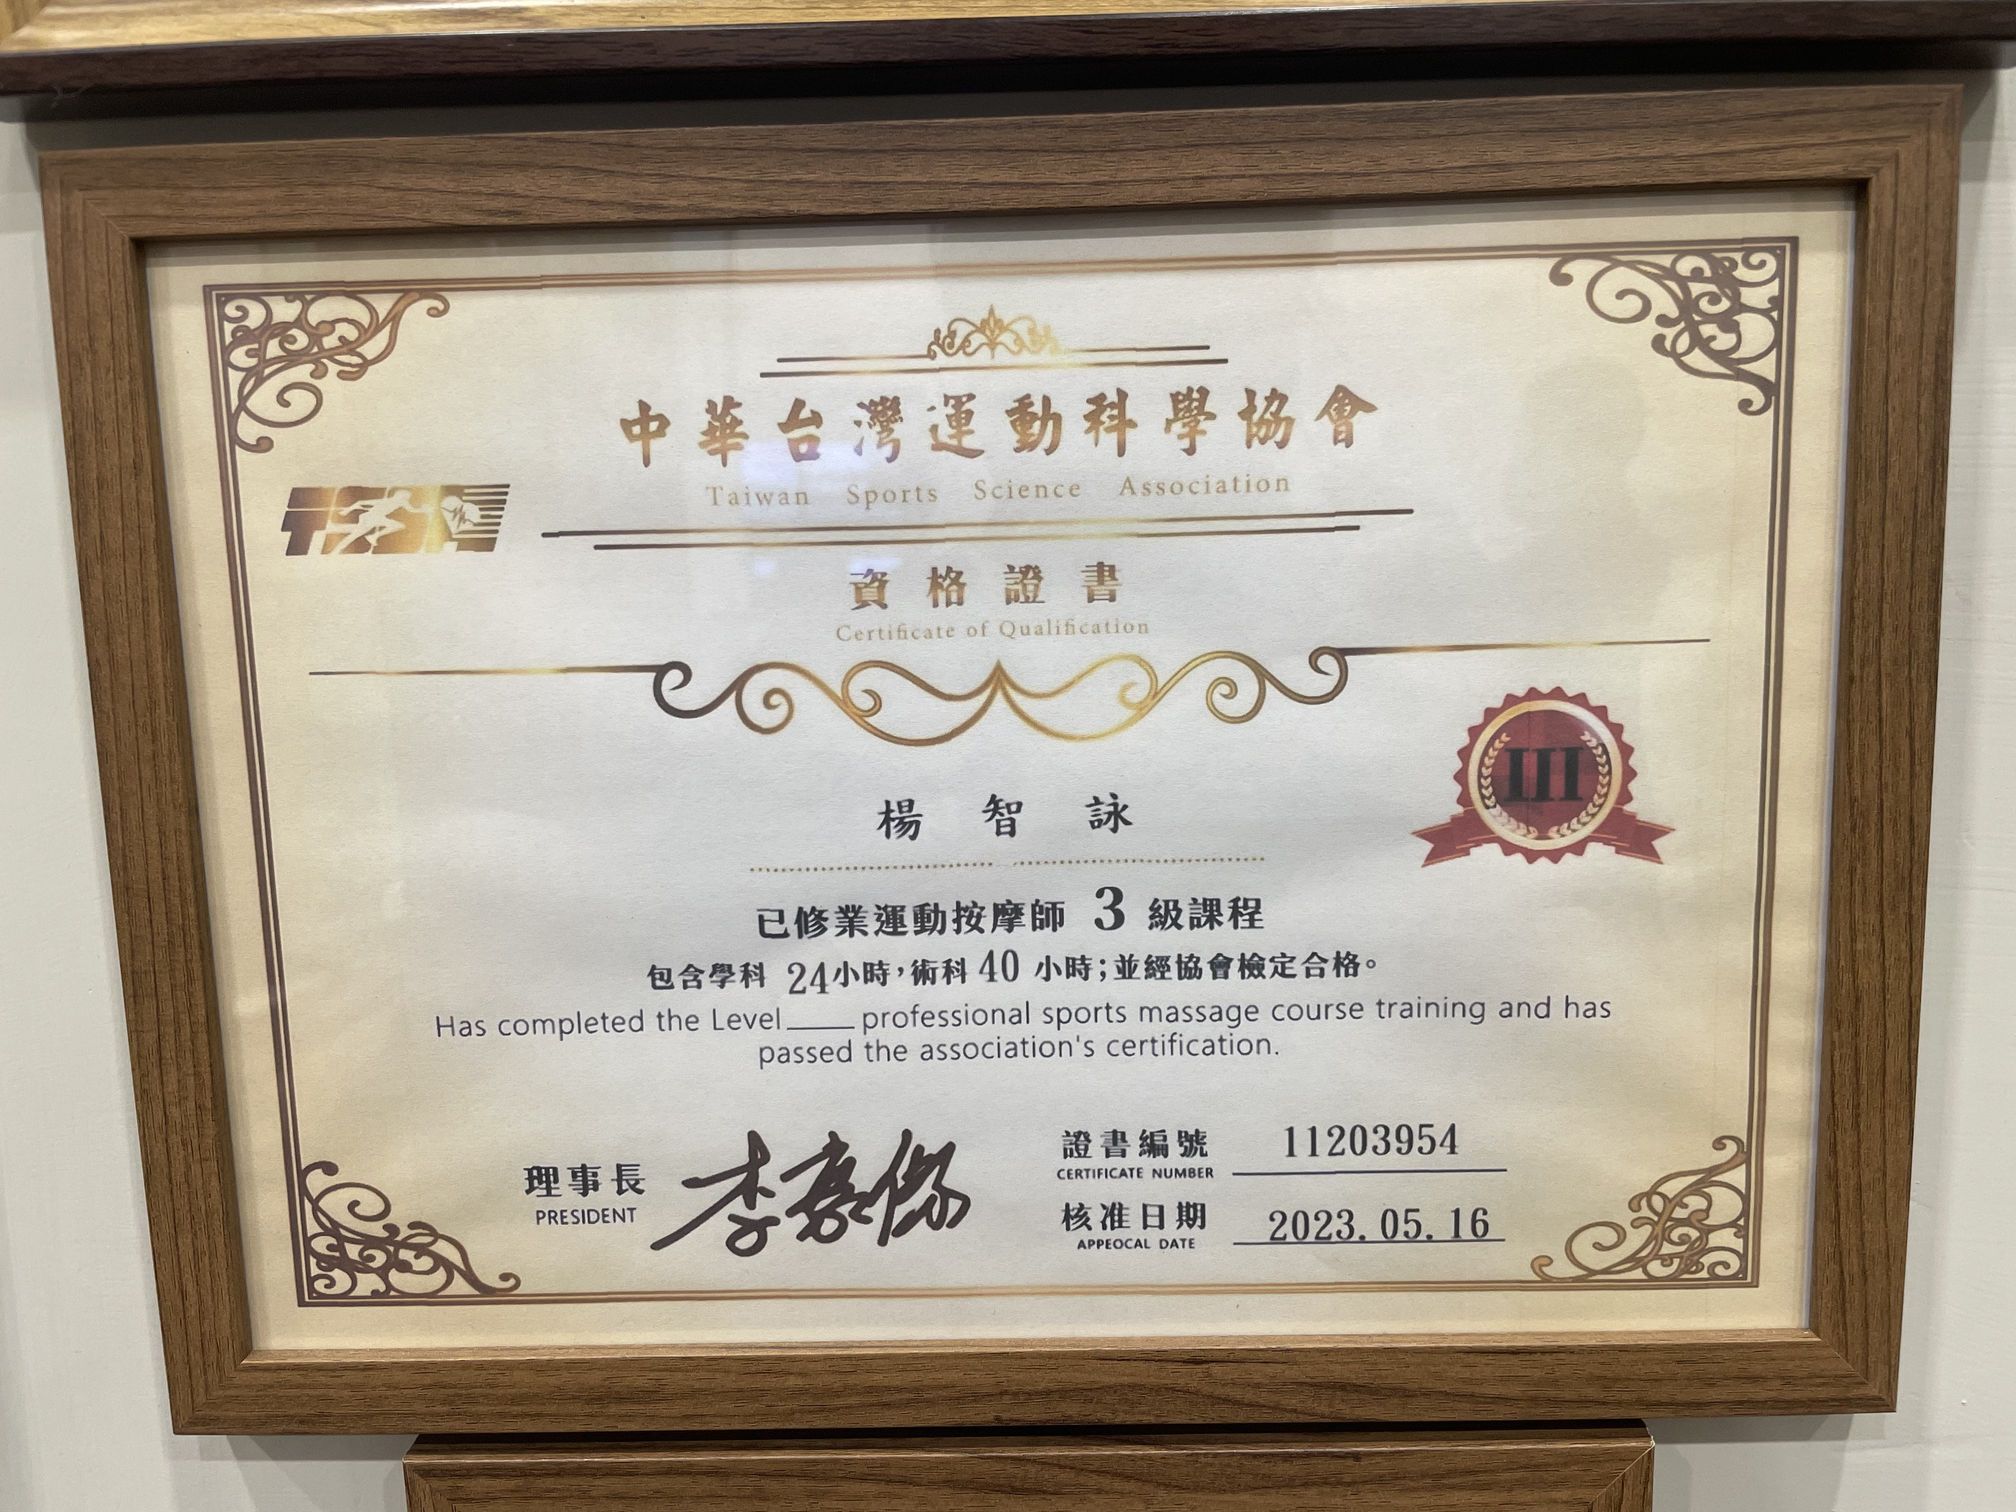 中華台灣運動科學協會
Taiwan Sports Science Association
TSSA
資格證書
Certificate of Qualification
III
楊智詠
已修業運動按摩師 3 級課程
包含學科 24小時,術科 40 小時;並經協會檢定合格。
Has completed the Level____professional sports massage course training and has
passed the association's certification.
理事長
PRESIDENT
證書編號 11203954
CERTIFICATE NUMBER
核准日期 2023.05.16
APPEOCAL DATE